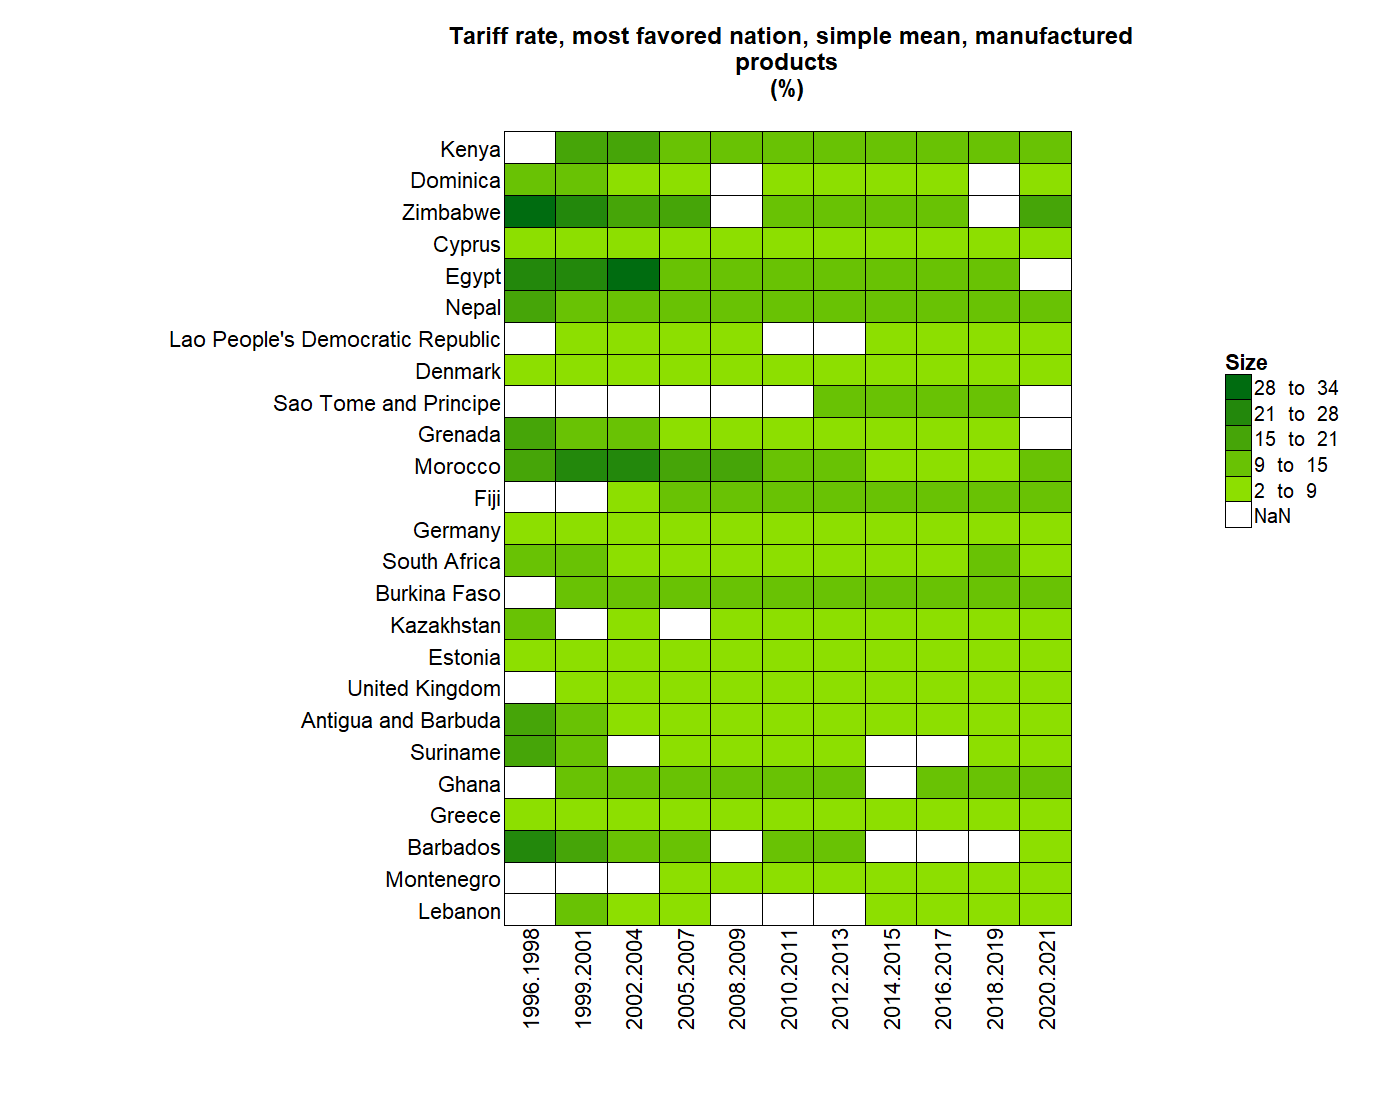 Tariff rate, most favored nation, simple mean, manufactured
products
(%)
Kenya
Dominica
Zimbabwe
Cyprus
Egypt
Nepal
Lao People's Democratic Republic
Denmark
Sao Tome and Principe
Grenada
Morocco
Fiji
Germany
South Africa
Burkina Faso
Kazakhstan
Estonia
United Kingdom
Antigua and Barbuda
Suriname
Ghana
Greece
Barbados
Montenegro
Lebanon
1996.1998
1999.2001
2002.2004
2005.2007
2008.2009
2010.2011
2012.2013
2014.2015
2016.2017
2018.2019
2020.2021
Size
28 to 34
21 to 28
15 to 21
9 to 15
2 to 9
NaN